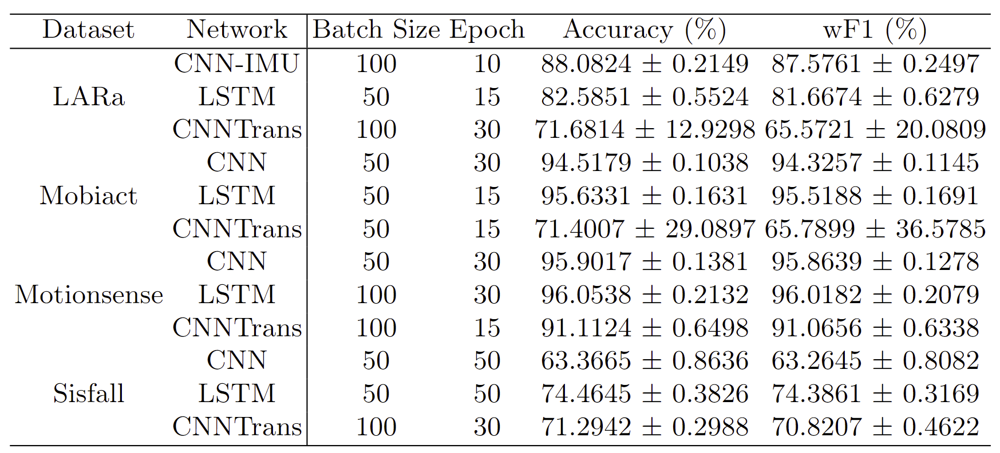 Dataset Network Batch Size Epoch Accuracy (%) wF1 (%)
CNN-IMU 100 10 88.0824 ± 0.2149 87.5761 ± 0.2497
LARa LSTM 50 15 82.5851 ± 0.5524 81.6674 ± 0.6279
CNNTrans 100 30 71.6814 ± 12.9298 65.5721 ± 20.0809
CNN 50 30 94.5179 ± 0.1038 94.3257 ± 0.1145
Mobiact LSTM 50 15 95.6331 ± 0.1631 95.5188 ± 0.1691
CNNTrans 50 15 71.4007 ± 29.0897 65.7899 ± 36.5785
CNN 50 30 95.9017 ± 0.1381 95.8639 ± 0.1278
Motionsense LSTM 100 30 96.0538 ± 0.2132 96.0182 ± 0.2079
CNNTrans 100 15 91.1124 ± 0.6498 91.0656 ± 0.6338
CNN 50 50 63.3665 ± 0.8636 63.2645 ± 0.8082
Sisfall LSTM 50 50 74.4645 ± 0.3826 74.3861 ± 0.3169
CNNTrans 100 30 71.2942 ± 0.2988 70.8207 ± 0.4622